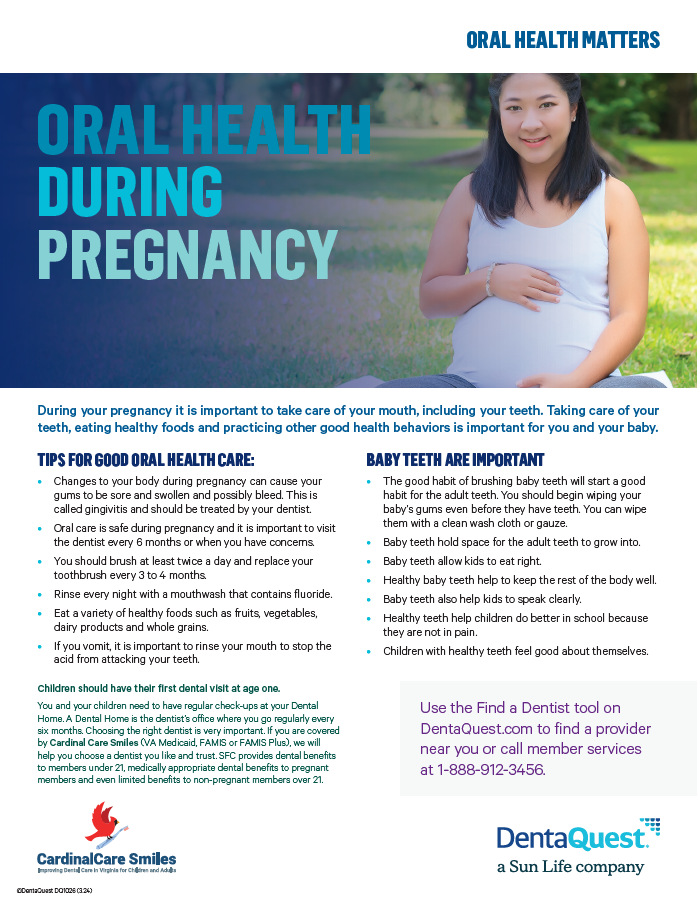 ORAL HEALTH MATTERS
ORAL HEALTH
DURING
PREGNANCY
During your pregnancy it is important to take care of your mouth, including your teeth. Taking care of your
teeth, eating healthy foods and practicing other good health behaviors is important for you and your baby.
TIPS FOR GOOD ORAL HEALTH CARE:
• Changes to your body during pregnancy can cause your
gums to be sore and swollen and possibly bleed. This is
called gingivitis and should be treated by your dentist.
• Oral care is safe during pregnancy and it is important to visit
the dentist every 6 months or when you have concerns.
• You should brush at least twice a day and replace your
toothbrush every 3 to 4 months.
• Rinse every night with a mouthwash that contains fluoride.
• Eat a variety of healthy foods such as fruits, vegetables,
dairy products and whole grains.
• If you vomit, it is important to rinse your mouth to stop the
acid from attacking your teeth.
Children should have their first dental visit at age one.
You and your children need to have regular check-ups at your Dental
Home. A Dental Home is the dentist's office where you go regularly every
six months. Choosing the right dentist is very important. If you are covered
by Cardinal Care Smiles (VA Medicaid, FAMIS or FAMIS Plus), we will
help you choose a dentist you like and trust. SFC provides dental benefits
to members under 21, medically appropriate dental benefits to pregnant
members and even limited benefits to non-pregnant members over 21.
BABY TEETH ARE IMPORTANT
• The good habit of brushing baby teeth will start a good
habit for the adult teeth. You should begin wiping your
baby's gums even before they have teeth. You can wipe
them with a clean wash cloth or gauze.
• Baby teeth hold space for the adult teeth to grow into.
• Baby teeth allow kids to eat right.
• Healthy baby teeth help to keep the rest of the body well.
• Baby teeth also help kids to speak clearly.
• Healthy teeth help children do better in school because
they are not in pain.
• Children with healthy teeth feel good about themselves.
Use the Find a Dentist tool on
DentaQuest.com to find a provider
near you or call member services
at 1-888-912-3456.
CardinalCare Smiles
Improving Dental Care in Virginia for Children and Adults
DentaQuest.
a Sun Life company
©DentaQuest DQ1026 (3.24)